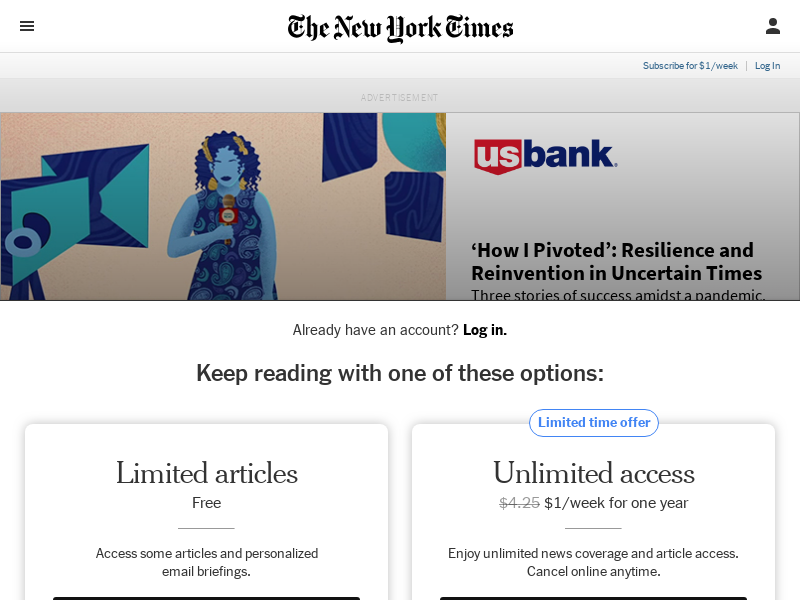 The New York Times
Subscribe for $1/week | Log In
ADVERTISEMENT
usbank
‘How I Pivoted’: Resilience and
Reinvention in Uncertain Times
Three stories of success amidst a pandemic.
Already have an account? Log in.
Keep reading with one of these options:
Limited time offer
Limited articles
Free
Access some articles and personalized
email briefings.
Unlimited access
$4.25 $1/week for one year
Enjoy unlimited news coverage and article access.
Cancel online anytime.